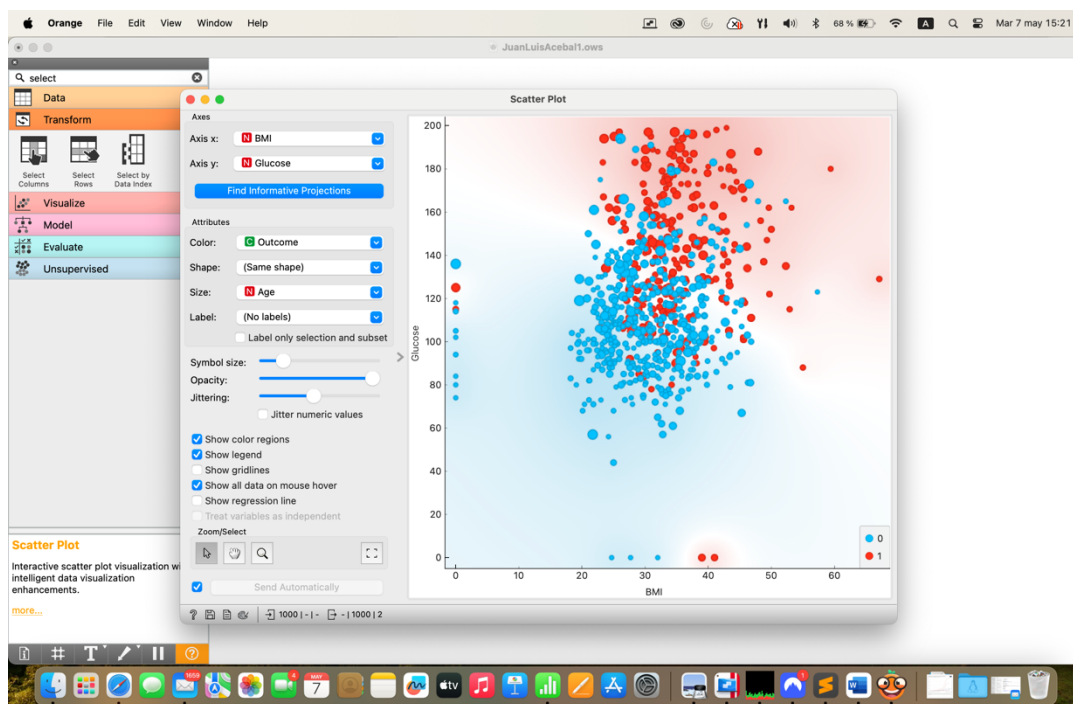 Orange File Edit View Window Help 68 % A Mar 7 may 15:21
JuanLuisAcebal1.ows
select
Data
Transform
Select Columns
Select Rows
Select by Data Index
Visualize
Model
Evaluate
Unsupervised
Scatter Plot
Interactive scatter plot visualization wi
intelligent data visualization
enhancements.
more...
Scatter Plot
Axes
Axis x: N BMI
Axis y: N Glucose
Find Informative Projections
Attributes
Color: C Outcome
Shape: (Same shape)
Size: N Age
Label: (No labels)
Label only selection and subset
Symbol size:
Opacity:
Jittering:
Jitter numeric values
Show color regions
Show legend
Show gridlines
Show all data on mouse hover
Show regression line
Treat variables as independent
Zoom/Select
Send Automatically
? 1000 | - | - - | 1000 | 2
200
180
160
140
120
100
80
60
40
20
0
Glucose
0 10 20 30 40 50 60
BMI
0
1
T
?
1659
4
MAY
7
tv
1